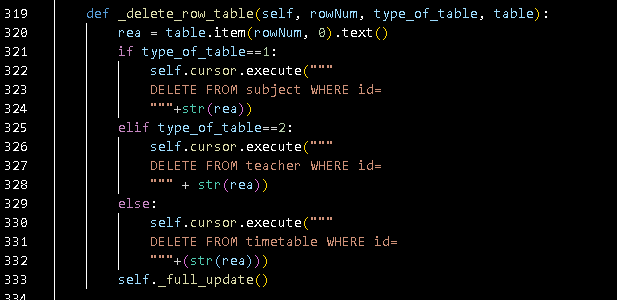 319 def _delete_row_table(self, rowNum, type_of_table, table):
320 rea = table.item(rowNum, 0).text()
321 if type_of_table==1:
322 self.cursor.execute("""
323 DELETE FROM subject WHERE id=
324 """+str(rea))
325 elif type_of_table==2:
326 self.cursor.execute("""
327 DELETE FROM teacher WHERE id=
328 """ + str(rea))
329 else:
330 self.cursor.execute("""
331 DELETE FROM timetable WHERE id=
332 """+(str(rea)))
333 self._full_update()
334